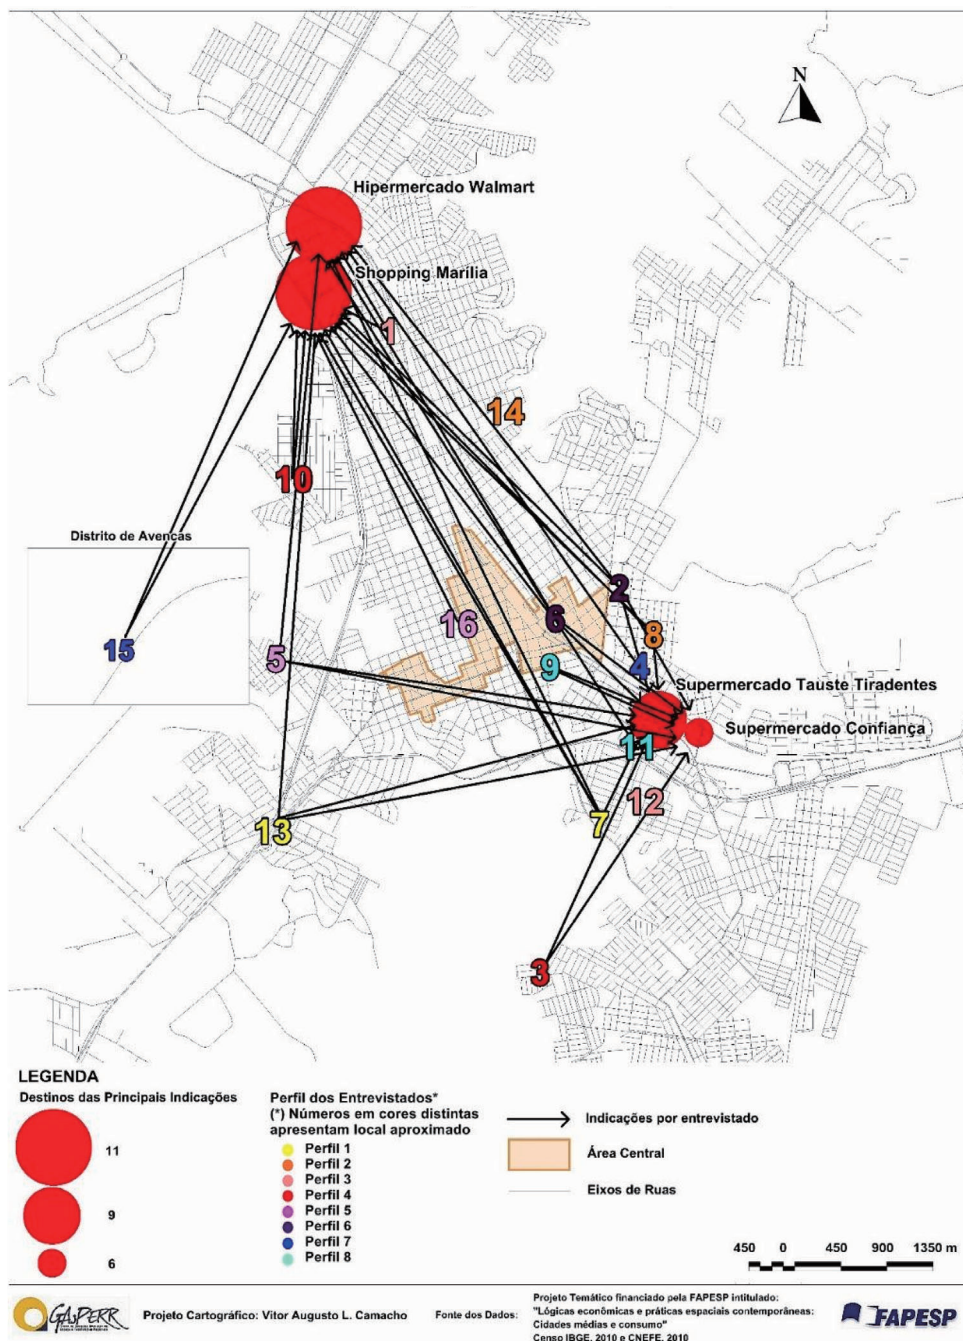 N
Hipermercado Walmart
Shopping Marília
1
14
10
Distrito de Avencas
2
6
16
8
15
5
9
4
Supermercado Tauste Tiradentes
Supermercado Confiança
11
12
13
7
3
LEGENDA
Destinos das Principais Indicações
11
9
6
Perfil dos Entrevistados*
(*) Números em cores distintas
apresentam local aproximado
Perfil 1
Perfil 2
Perfil 3
Perfil 4
Perfil 5
Perfil 6
Perfil 7
Perfil 8
Indicações por entrevistado
Área Central
Eixos de Ruas
450 0 450 900 1350 m
GAsPERR
Projeto Cartográfico: Vitor Augusto L. Camacho
Fonte dos Dados:
Projeto Temático financiado pela FAPESP intitulado:
"Lógicas econômicas e práticas espaciais contemporâneas:
Cidades médias e consumo"
Censo IBGE, 2010 e CNEFE, 2010
FAPESP